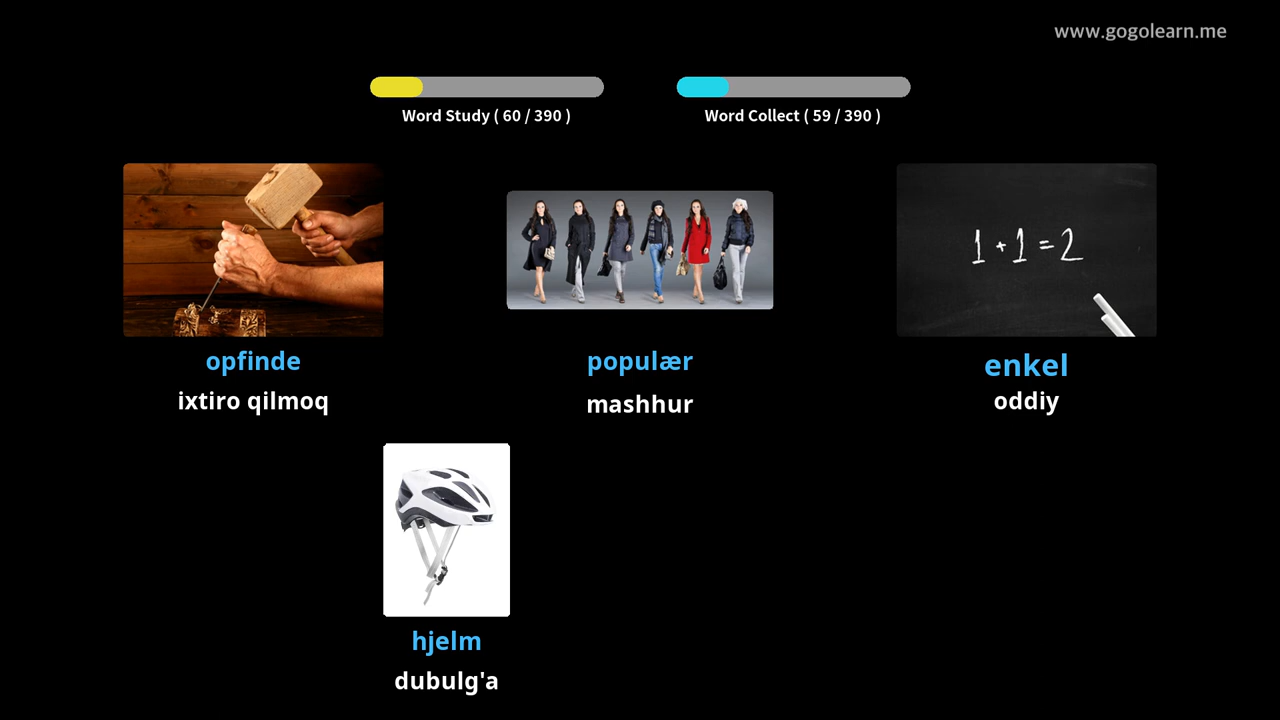 www.gogolearn.me
Word Study ( 60 / 390 )
Word Collect ( 59 / 390 )
1 + 1 = 2
opfinde
ixtiro qilmoq
populær
mashhur
enkel
oddiy
hjelm
dubulg'a